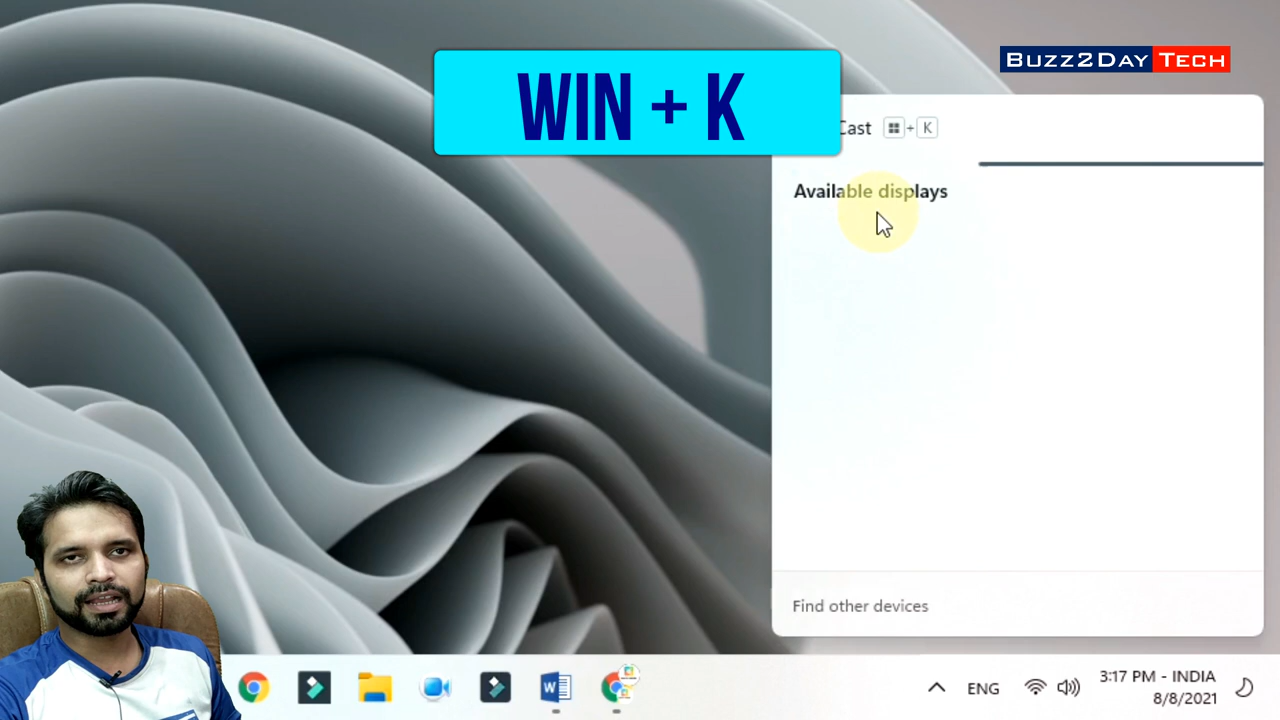 WIN + K
BUZZ2DAY TECH
Cast + K
Available displays
Find other devices
ENG
3:17 PM - INDIA
8/8/2021